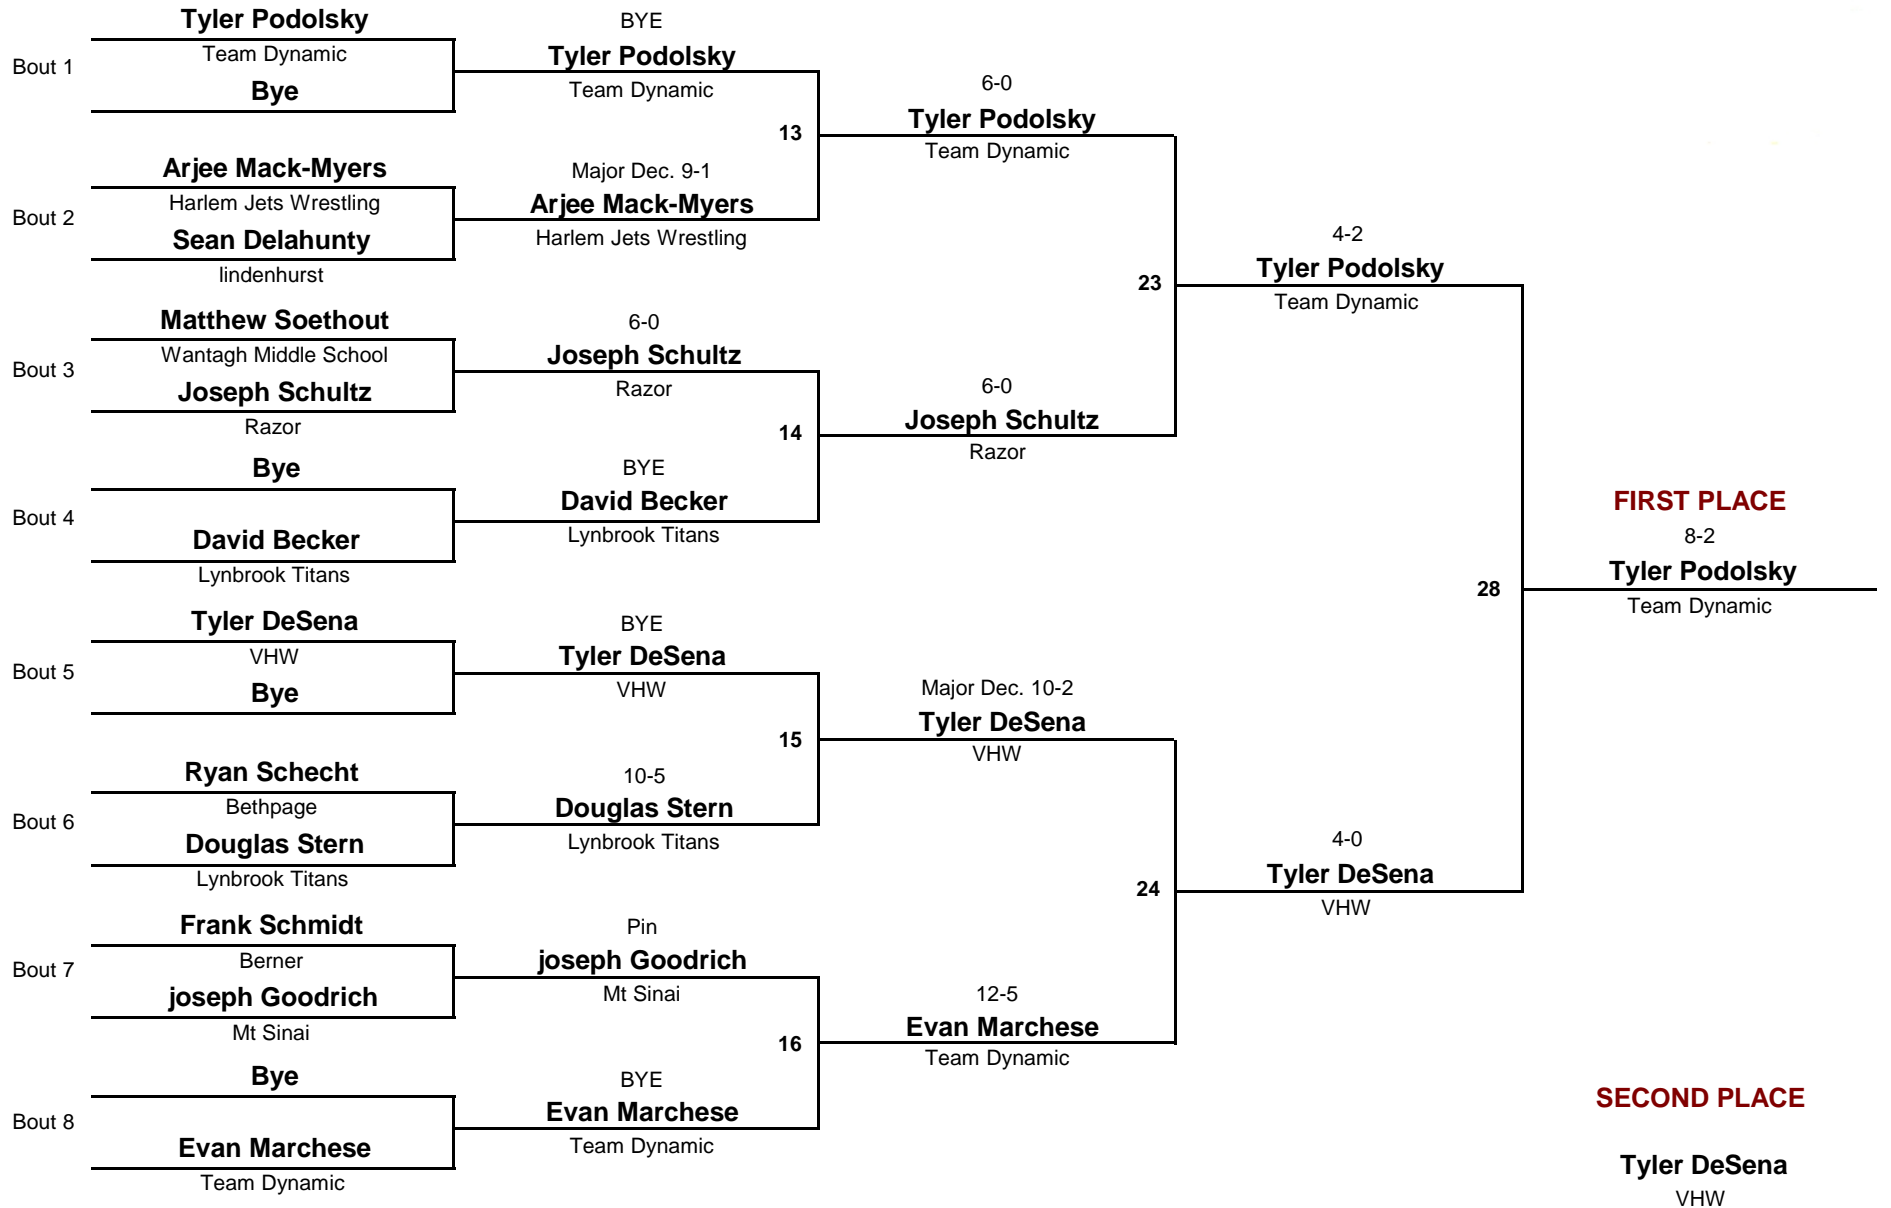 Tyler Podolsky
Bout 1
Team Dynamic
Bye
Arjee Mack-Myers
Bout 2
Harlem Jets Wrestling
Sean Delahunty
lindenhurst
Matthew Soethout
Bout 3
Wantagh Middle School
Joseph Schultz
Razor
Bye
Bout 4
David Becker
Lynbrook Titans
Tyler DeSena
Bout 5
VHW
Bye
Ryan Schecht
Bout 6
Bethpage
Douglas Stern
Lynbrook Titans
Frank Schmidt
Bout 7
Berner
joseph Goodrich
Mt Sinai
Bye
Bout 8
Evan Marchese
Team Dynamic
BYE
Tyler Podolsky
Team Dynamic
13
Major Dec. 9-1
Arjee Mack-Myers
Harlem Jets Wrestling
6-0
Joseph Schultz
Razor
14
BYE
David Becker
Lynbrook Titans
BYE
Tyler DeSena
VHW
15
10-5
Douglas Stern
Lynbrook Titans
Pin
joseph Goodrich
Mt Sinai
16
BYE
Evan Marchese
Team Dynamic
6-0
Tyler Podolsky
Team Dynamic
23
6-0
Joseph Schultz
Razor
Major Dec. 10-2
Tyler DeSena
VHW
24
12-5
Evan Marchese
Team Dynamic
4-2
Tyler Podolsky
Team Dynamic
28
4-0
Tyler DeSena
VHW
FIRST PLACE
8-2
Tyler Podolsky
Team Dynamic
SECOND PLACE
Tyler DeSena
VHW